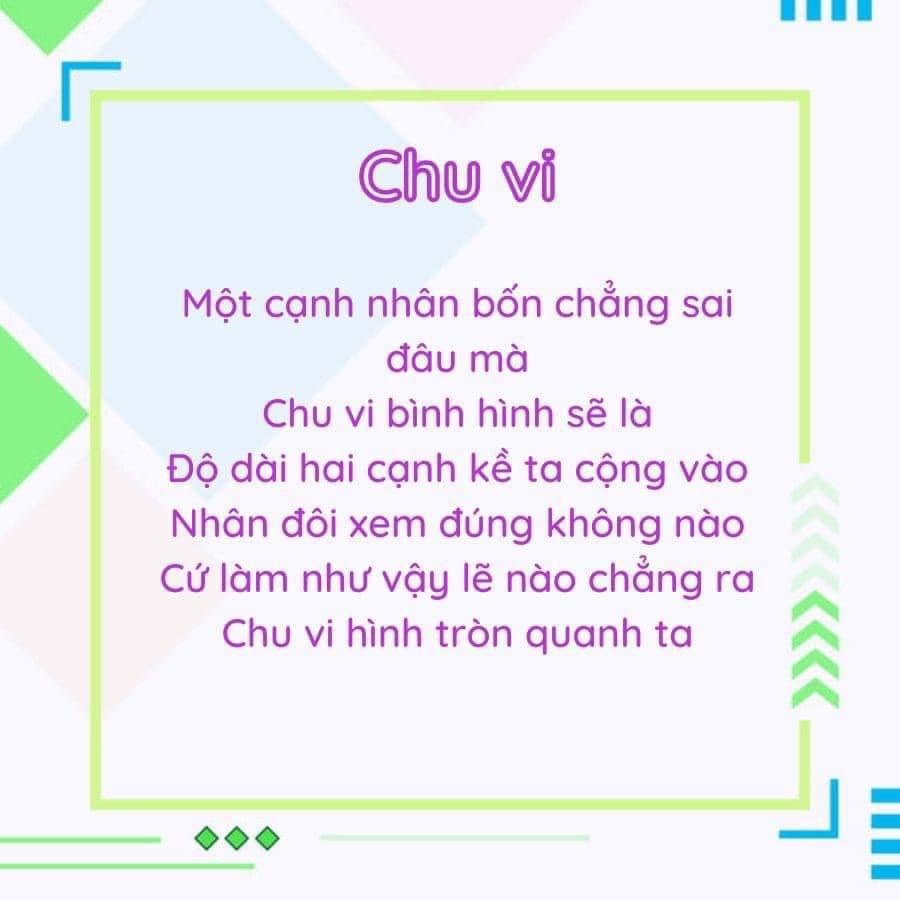 Chu vi
Một cạnh nhân bốn chẳng sai
đâu mà
Chu vi bình hình sẽ là
Độ dài hai cạnh kề ta cộng vào
Nhân đôi xem đúng không nào
Cứ làm như vậy lẽ nào chẳng ra
Chu vi hình tròn quanh ta